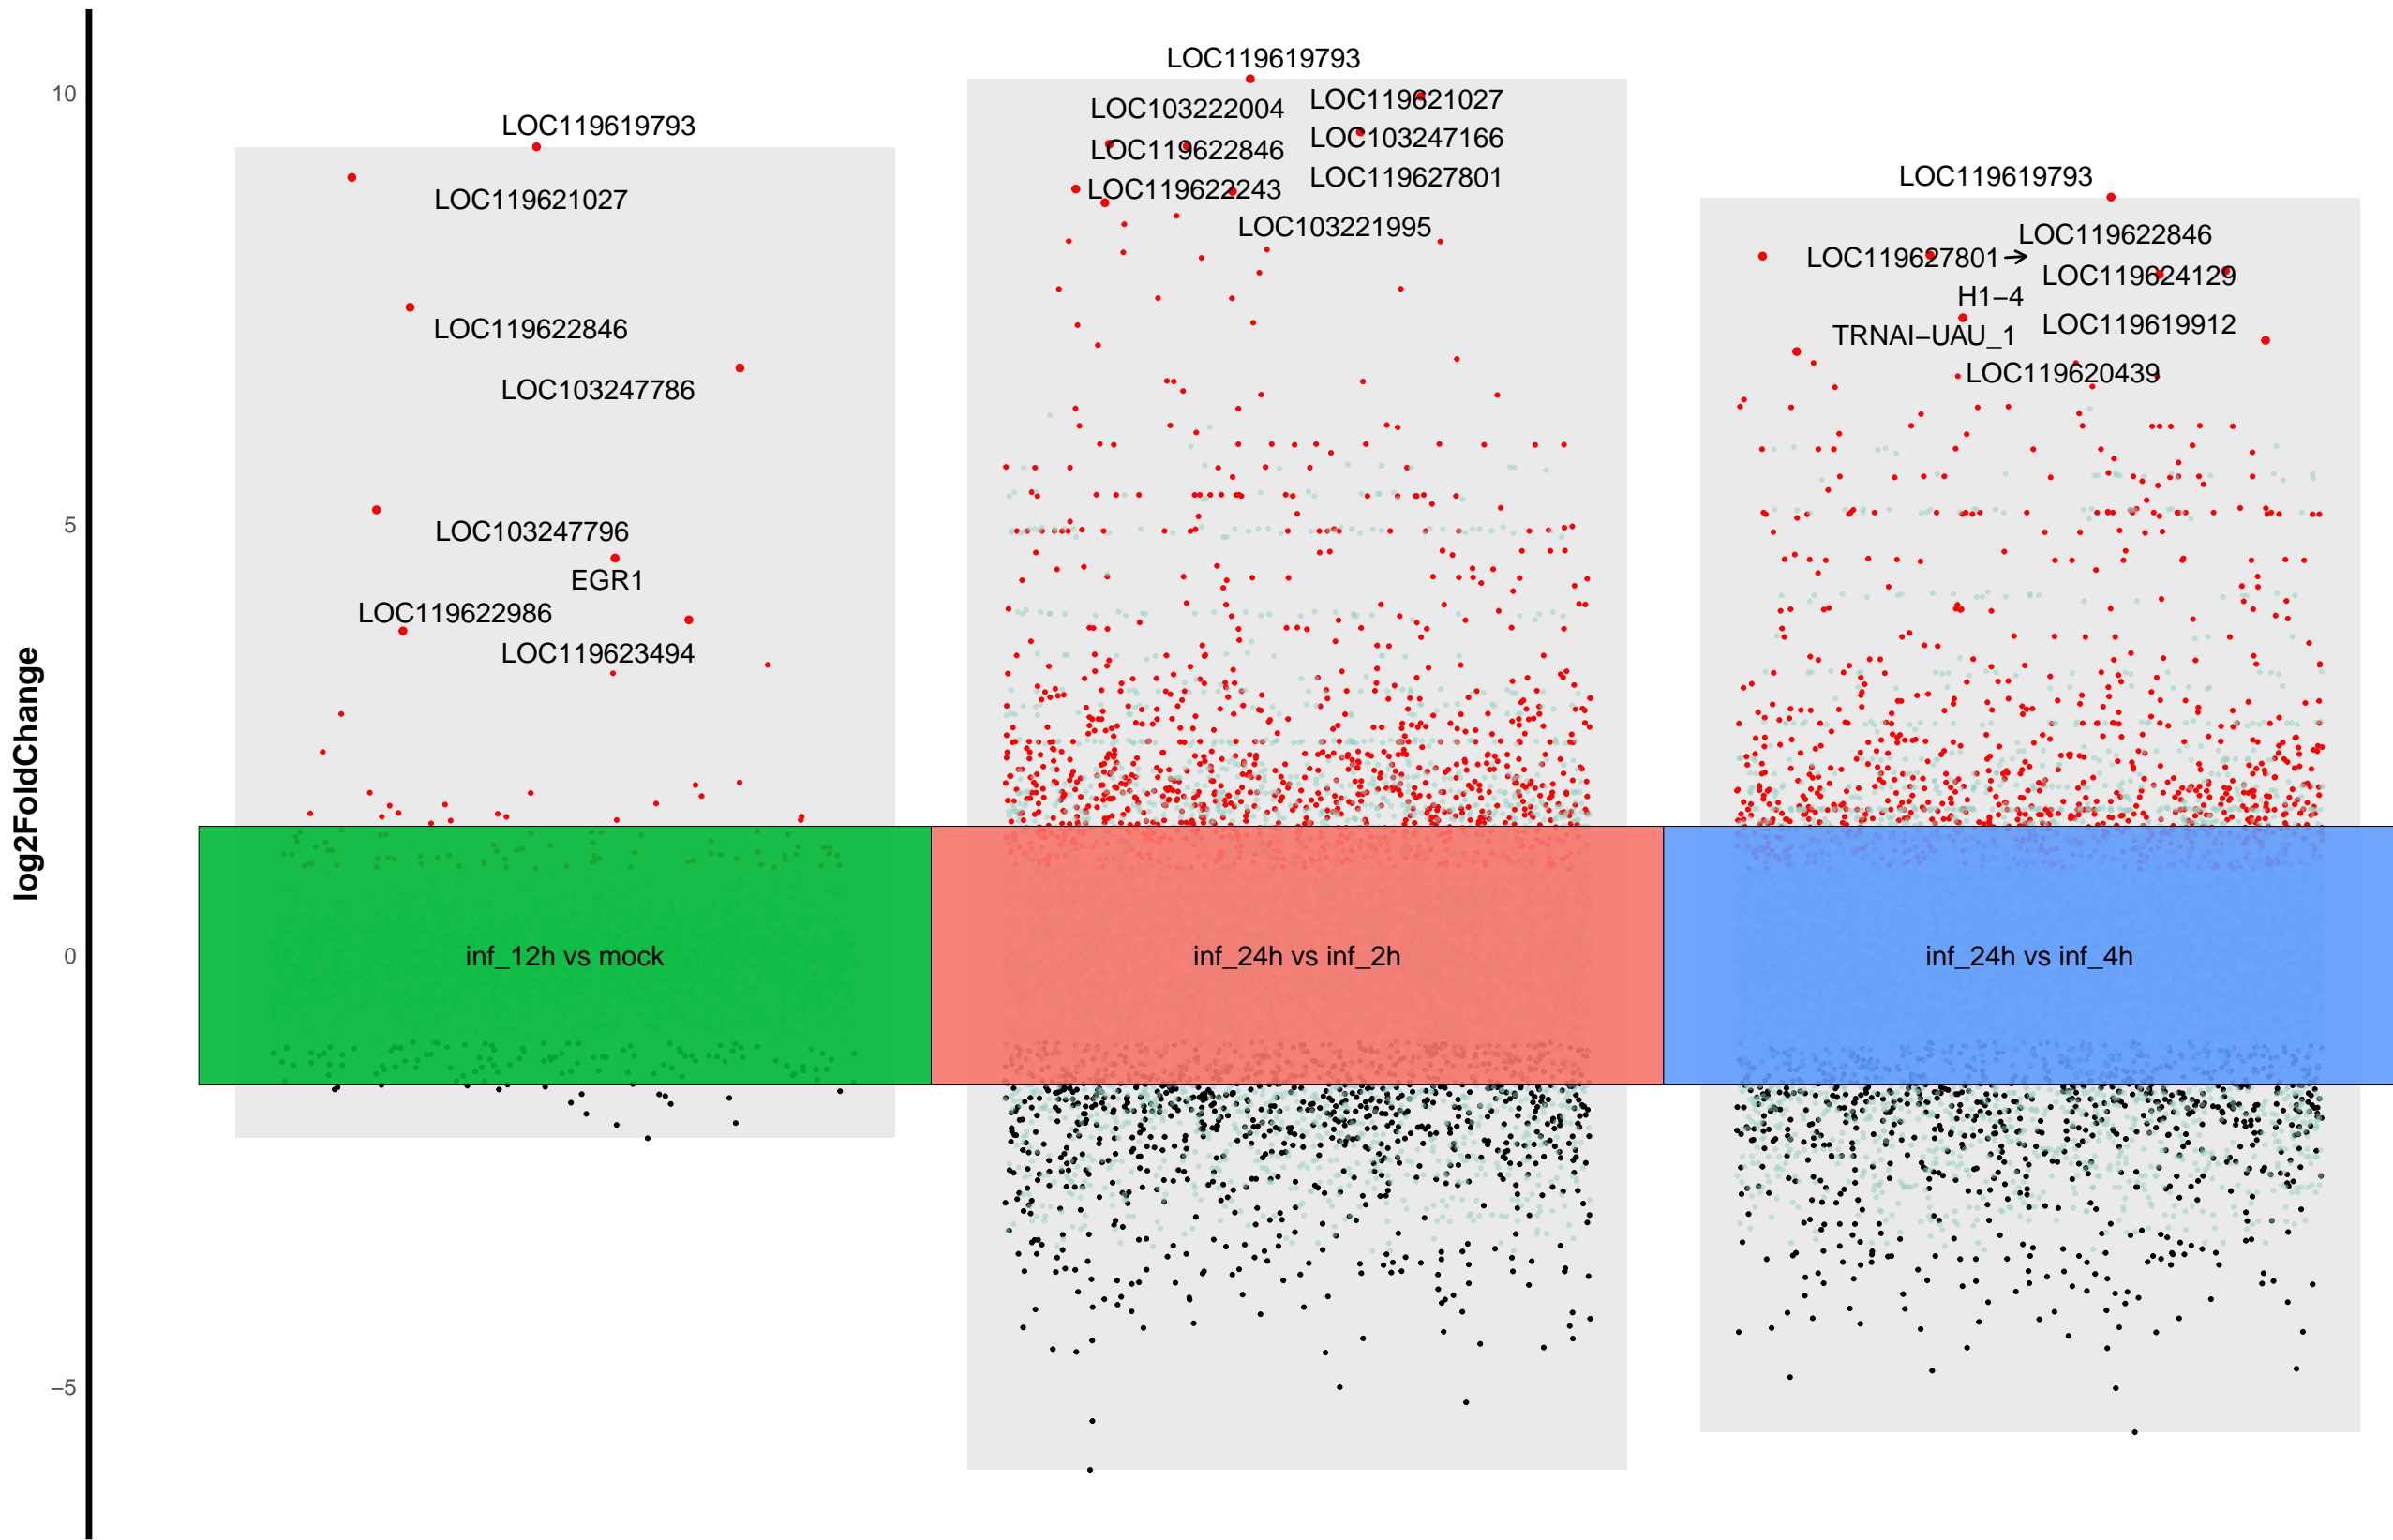 log2FoldChange
10
5
0
−5
LOC119619793
LOC119621027
LOC119622846
LOC103247786
LOC103247796
EGR1
LOC119622986
LOC119623494
inf_12h vs mock
LOC119619793
LOC103222004
LOC119621027
LOC119622846
LOC103247166
LOC119622243
LOC119627801
LOC103221995
inf_24h vs inf_2h
LOC119619793
LOC119622846
LOC119627801
LOC119624129
H1−4
LOC119619912
TRNAI−UAU_1
LOC119620439
inf_24h vs inf_4h